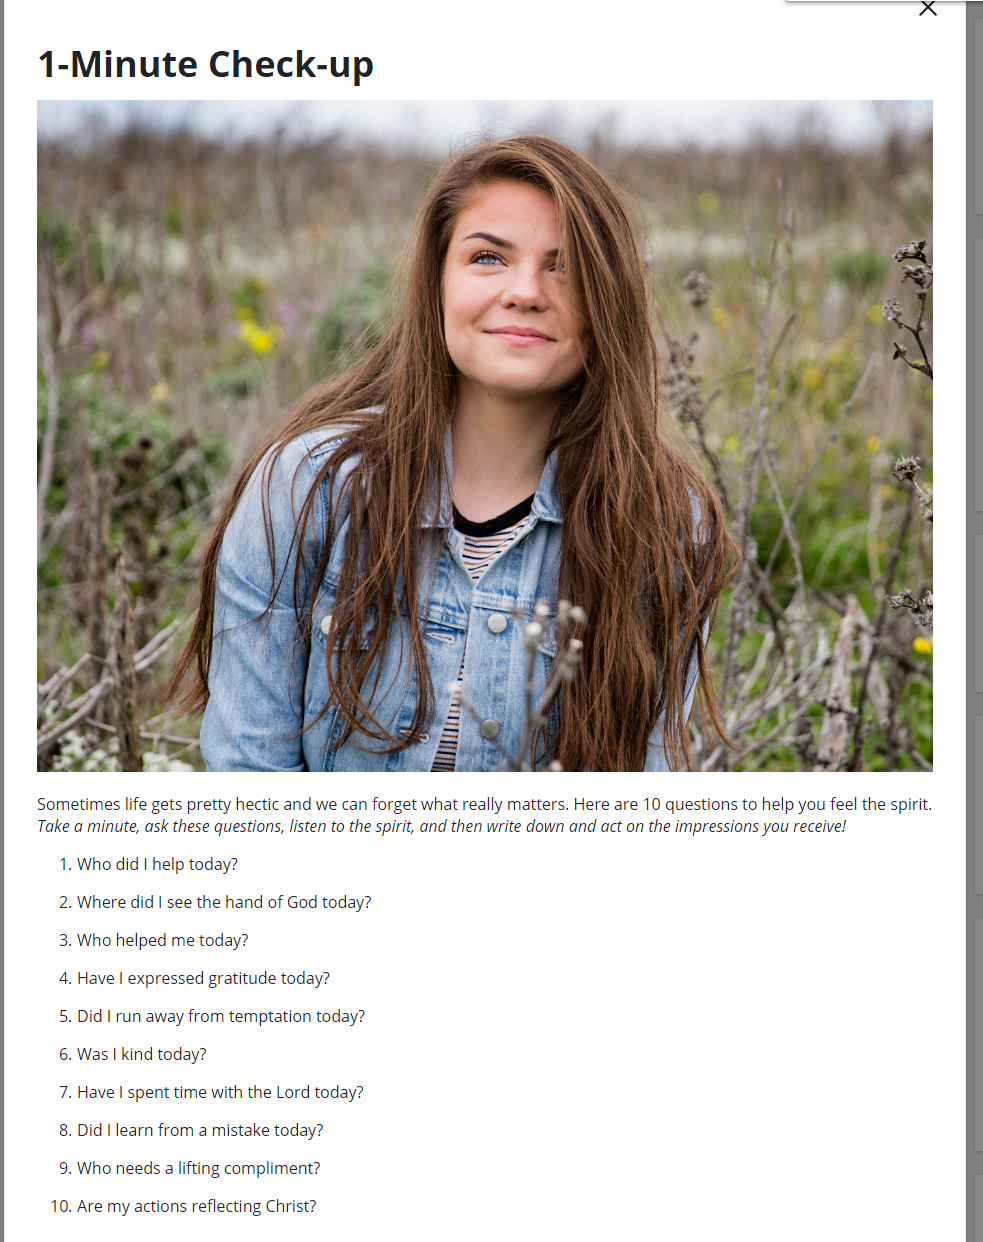 1-Minute Check-up
Sometimes life gets pretty hectic and we can forget what really matters. Here are 10 questions to help you feel the spirit.
Take a minute, ask these questions, listen to the spirit, and then write down and act on the impressions you receive!
1. Who did I help today?
2. Where did I see the hand of God today?
3. Who helped me today?
4. Have I expressed gratitude today?
5. Did I run away from temptation today?
6. Was I kind today?
7. Have I spent time with the Lord today?
8. Did I learn from a mistake today?
9. Who needs a lifting compliment?
10. Are my actions reflecting Christ?